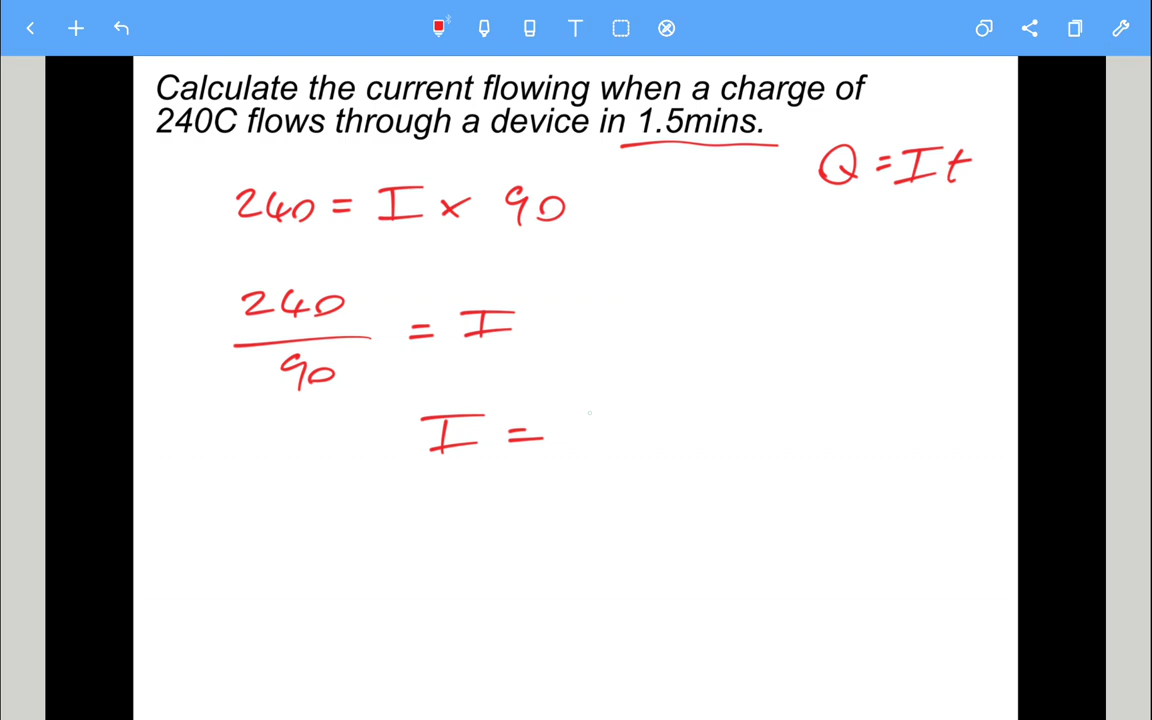 Calculate the current flowing when a charge of
240C flows through a device in 1.5mins.
Q = It
240 = I × 90
240
90
= I
I =